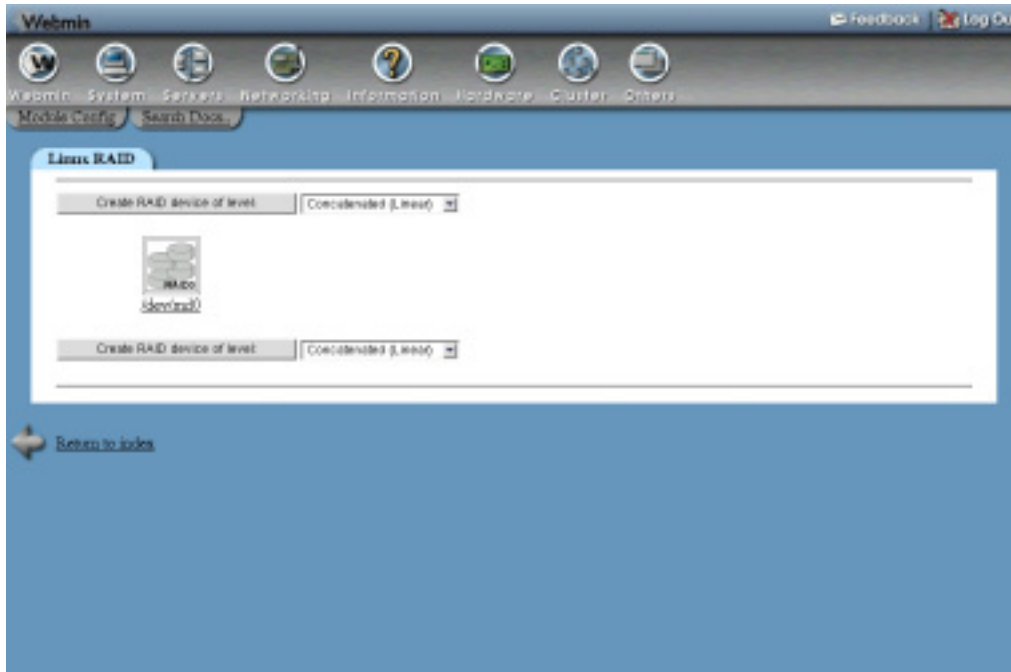 Webmin
Feedback Log Ou
Webmin System Servers Networking Information Hardware Cluster Others
Module Config Search Docs..
Linux RAID
Create RAID device of level: Concatenated (Linear)
RAID0
/dev/md0
Create RAID device of level: Concatenated (Linear)
Return to index